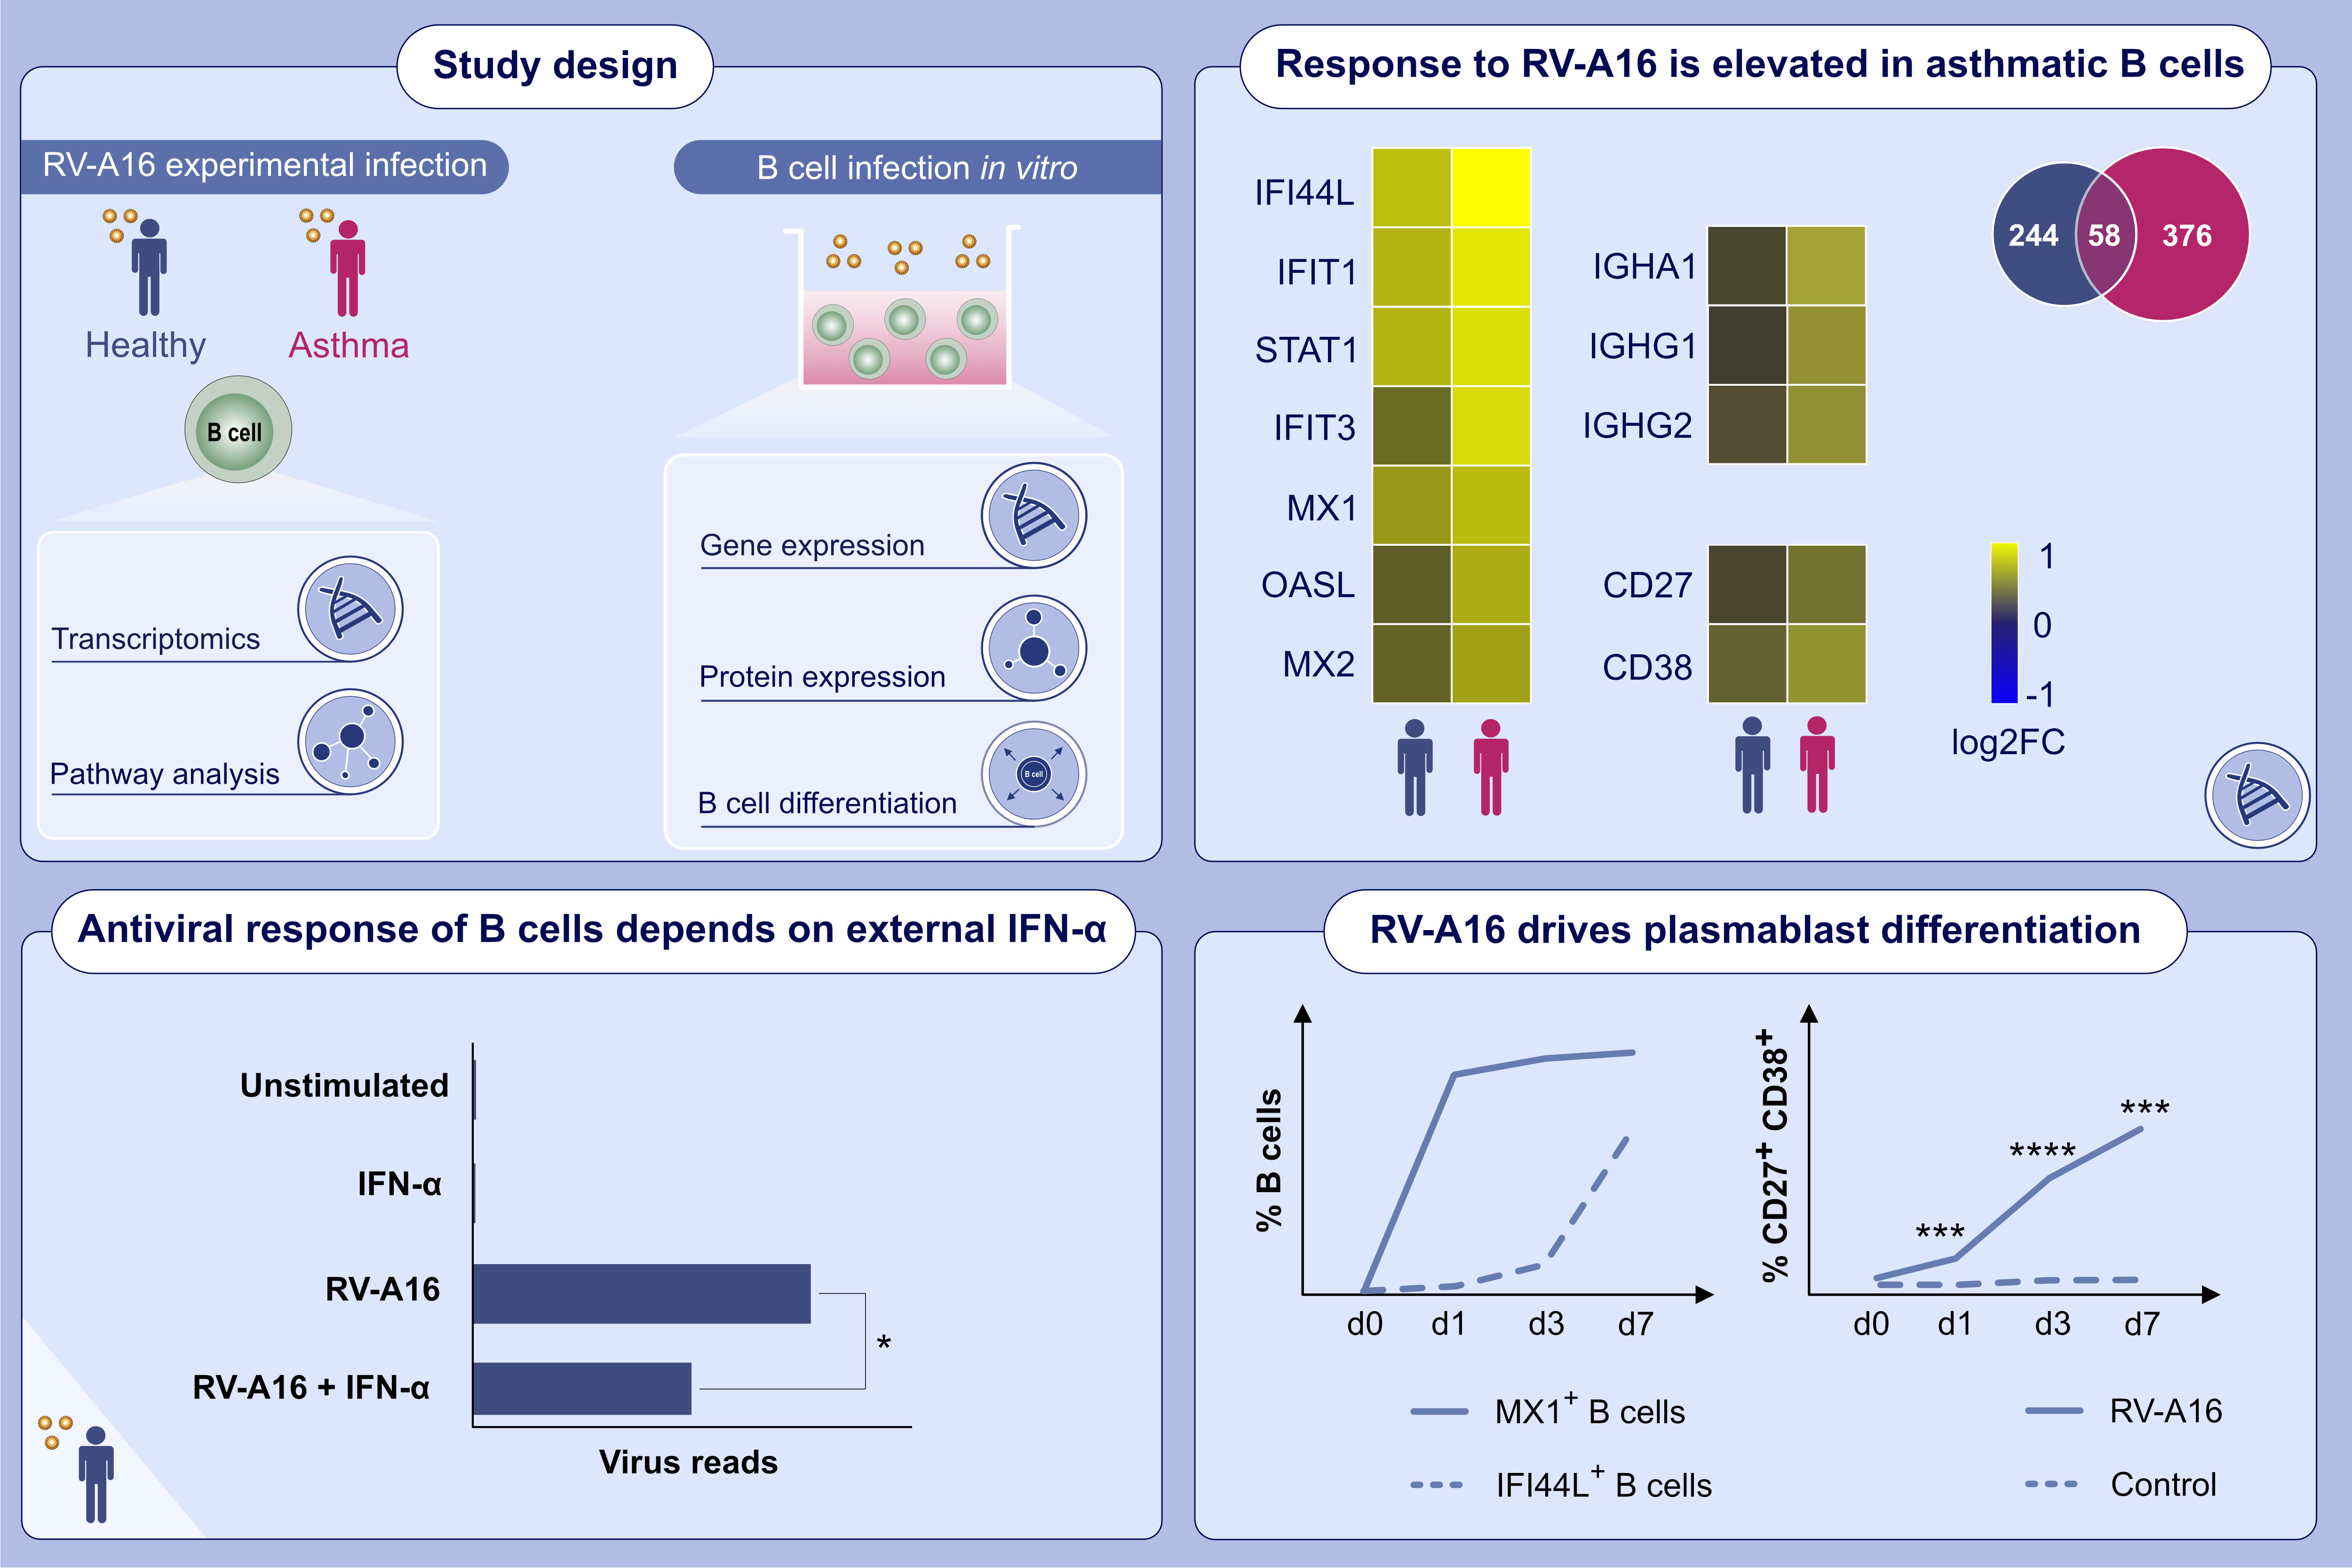 Study design
RV-A16 experimental infection
B cell infection in vitro
Healthy
Asthma
B cell
Transcriptomics
Pathway analysis
Gene expression
Protein expression
B cell
B cell differentiation
Response to RV-A16 is elevated in asthmatic B cells
IFI44L
IFIT1
STAT1
IFIT3
MX1
OASL
MX2
IGHA1
IGHG1
IGHG2
CD27
CD38
244 58 376
1
0
-1
log2FC
Antiviral response of B cells depends on external IFN-α
Unstimulated
IFN-α
RV-A16
RV-A16 + IFN-α
*
Virus reads
RV-A16 drives plasmablast differentiation
% B cells
d0 d1 d3 d7
MX1+ B cells
IFI44L+ B cells
% CD27+ CD38+
***
****
***
d0 d1 d3 d7
RV-A16
Control